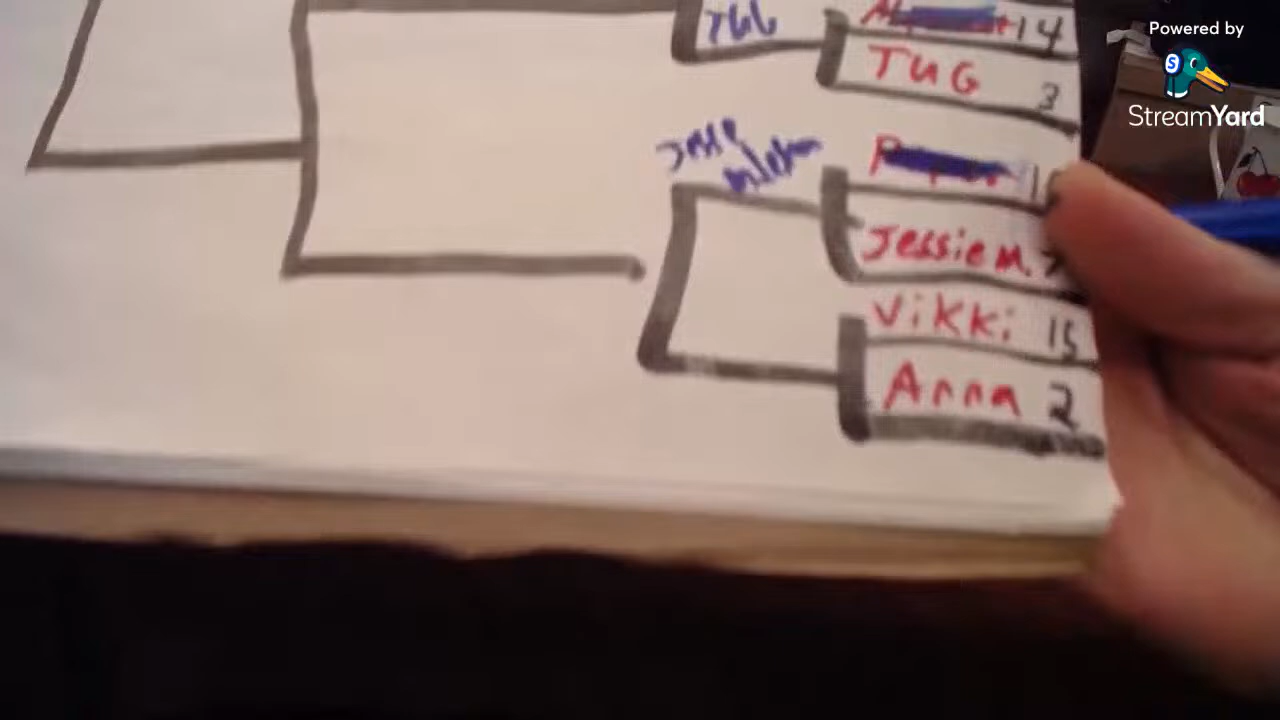 Powered by
StreamYard
TUG
14
TUG
3
Jessie M.
Vikki 15
Anna 2